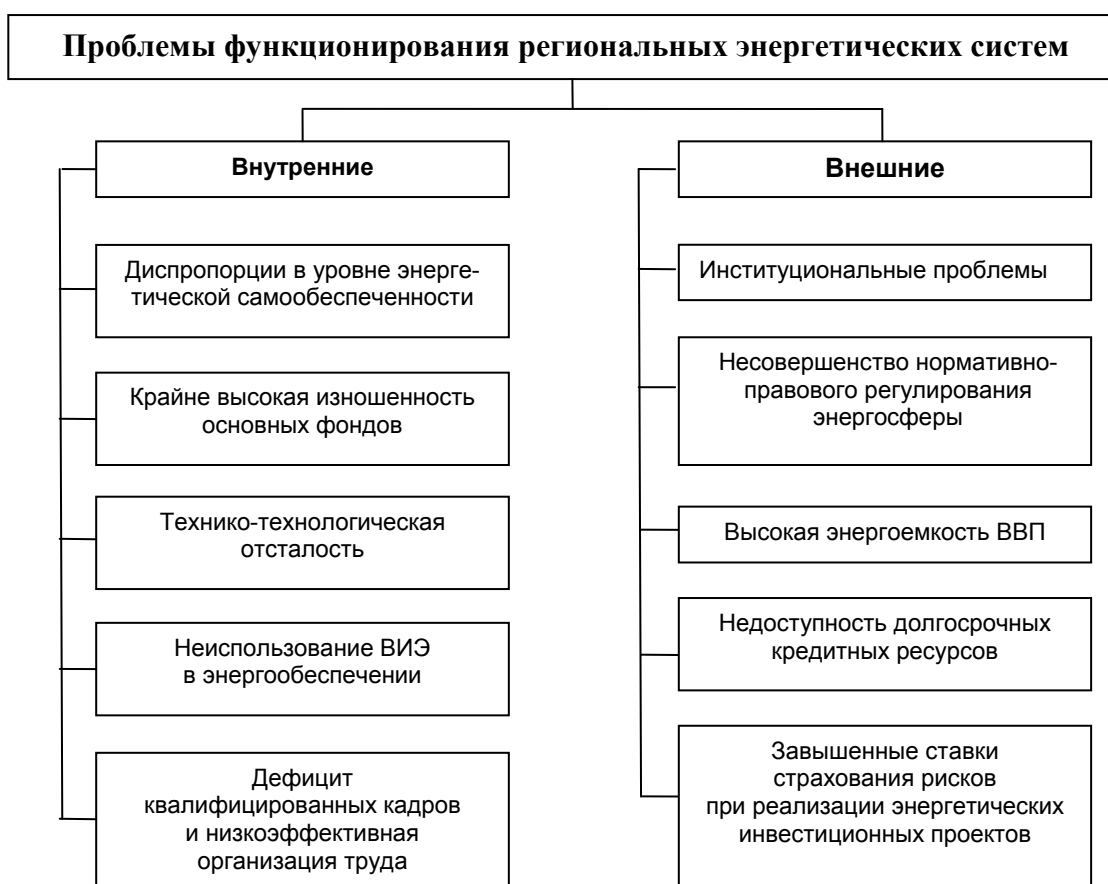 Проблемы функционирования региональных энергетических систем
Внутренние
Диспропорции в уровне энерге-
тической самообеспеченности
Крайне высокая изношенность
основных фондов
Технико-технологическая
отсталость
Неиспользование ВИЭ
в энергообеспечении
Дефицит
квалифицированных кадров
и низкоэффективная
организация труда
Внешние
Институциональные проблемы
Несовершенство нормативно-
правового регулирования
энергосферы
Высокая энергоемкость ВВП
Недоступность долгосрочных
кредитных ресурсов
Завышенные ставки
страхования рисков
при реализации энергетических
инвестиционных проектов